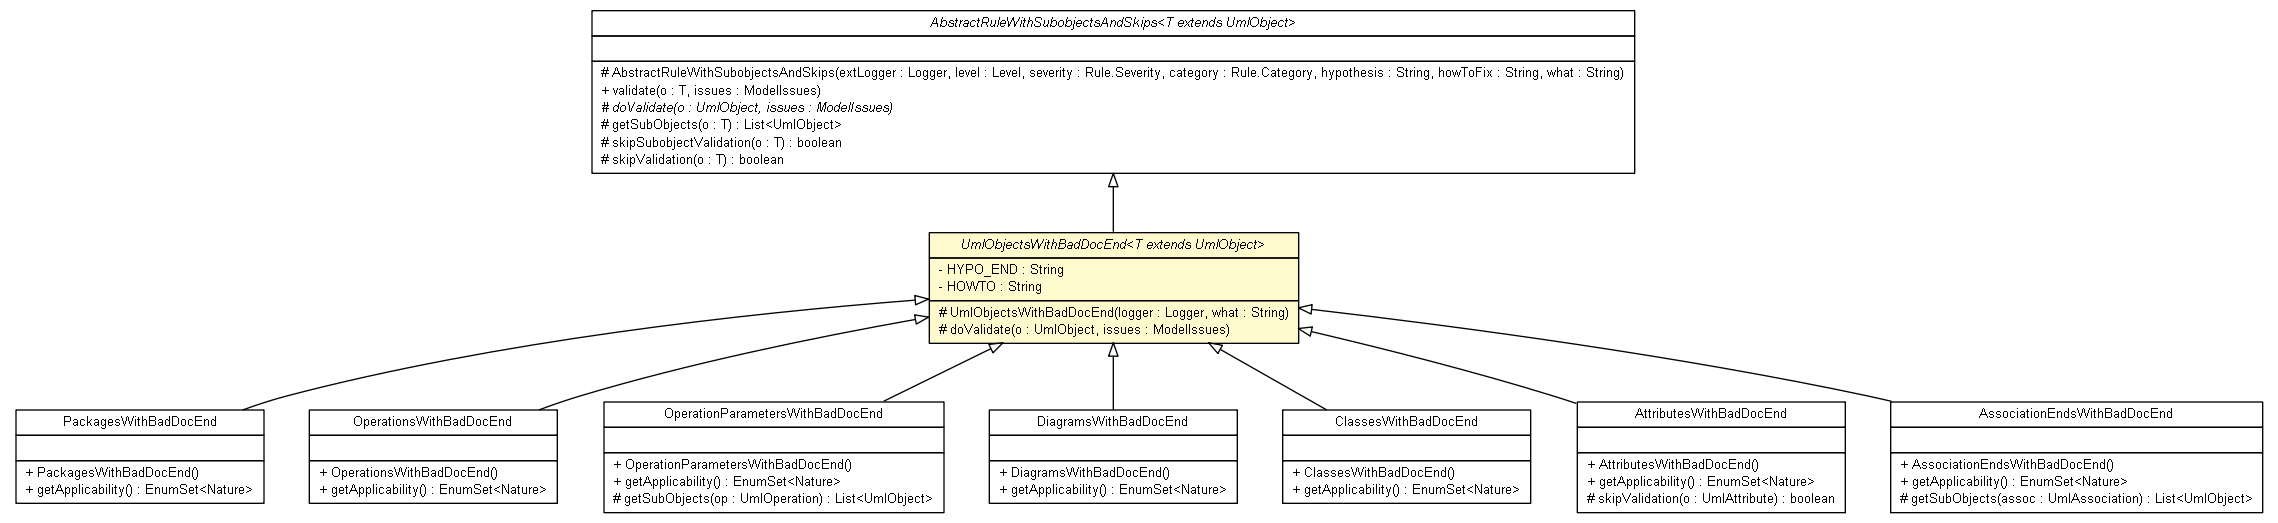 AbstractRuleWithSubobjectsAndSkips<T extends UmlObject>
# AbstractRuleWithSubobjectsAndSkips(extLogger : Logger, level : Level, severity : Rule.Severity, category : Rule.Category, hypothesis : String, howToFix : String, what : String)
+ validate(o : T, issues : ModelIssues)
# doValidate(o : UmlObject, issues : ModelIssues)
# getSubObjects(o : T) : List<UmlObject>
# skipSubobjectValidation(o : T) : boolean
# skipValidation(o : T) : boolean
UmlObjectsWithBadDocEnd<T extends UmlObject>
- HYPO_END : String
- HOWTO : String
# UmlObjectsWithBadDocEnd(logger : Logger, what : String)
# doValidate(o : UmlObject, issues : ModelIssues)
PackagesWithBadDocEnd
+ PackagesWithBadDocEnd()
+ getApplicability() : EnumSet<Nature>
OperationsWithBadDocEnd
+ OperationsWithBadDocEnd()
+ getApplicability() : EnumSet<Nature>
OperationParametersWithBadDocEnd
+ OperationParametersWithBadDocEnd()
+ getApplicability() : EnumSet<Nature>
# getSubObjects(op : UmlOperation) : List<UmlObject>
DiagramsWithBadDocEnd
+ DiagramsWithBadDocEnd()
+ getApplicability() : EnumSet<Nature>
ClassesWithBadDocEnd
+ ClassesWithBadDocEnd()
+ getApplicability() : EnumSet<Nature>
AttributesWithBadDocEnd
+ AttributesWithBadDocEnd()
+ getApplicability() : EnumSet<Nature>
# skipValidation(o : UmlAttribute) : boolean
AssociationEndsWithBadDocEnd
+ AssociationEndsWithBadDocEnd()
+ getApplicability() : EnumSet<Nature>
# getSubObjects(assoc : UmlAssociation) : List<UmlObject>